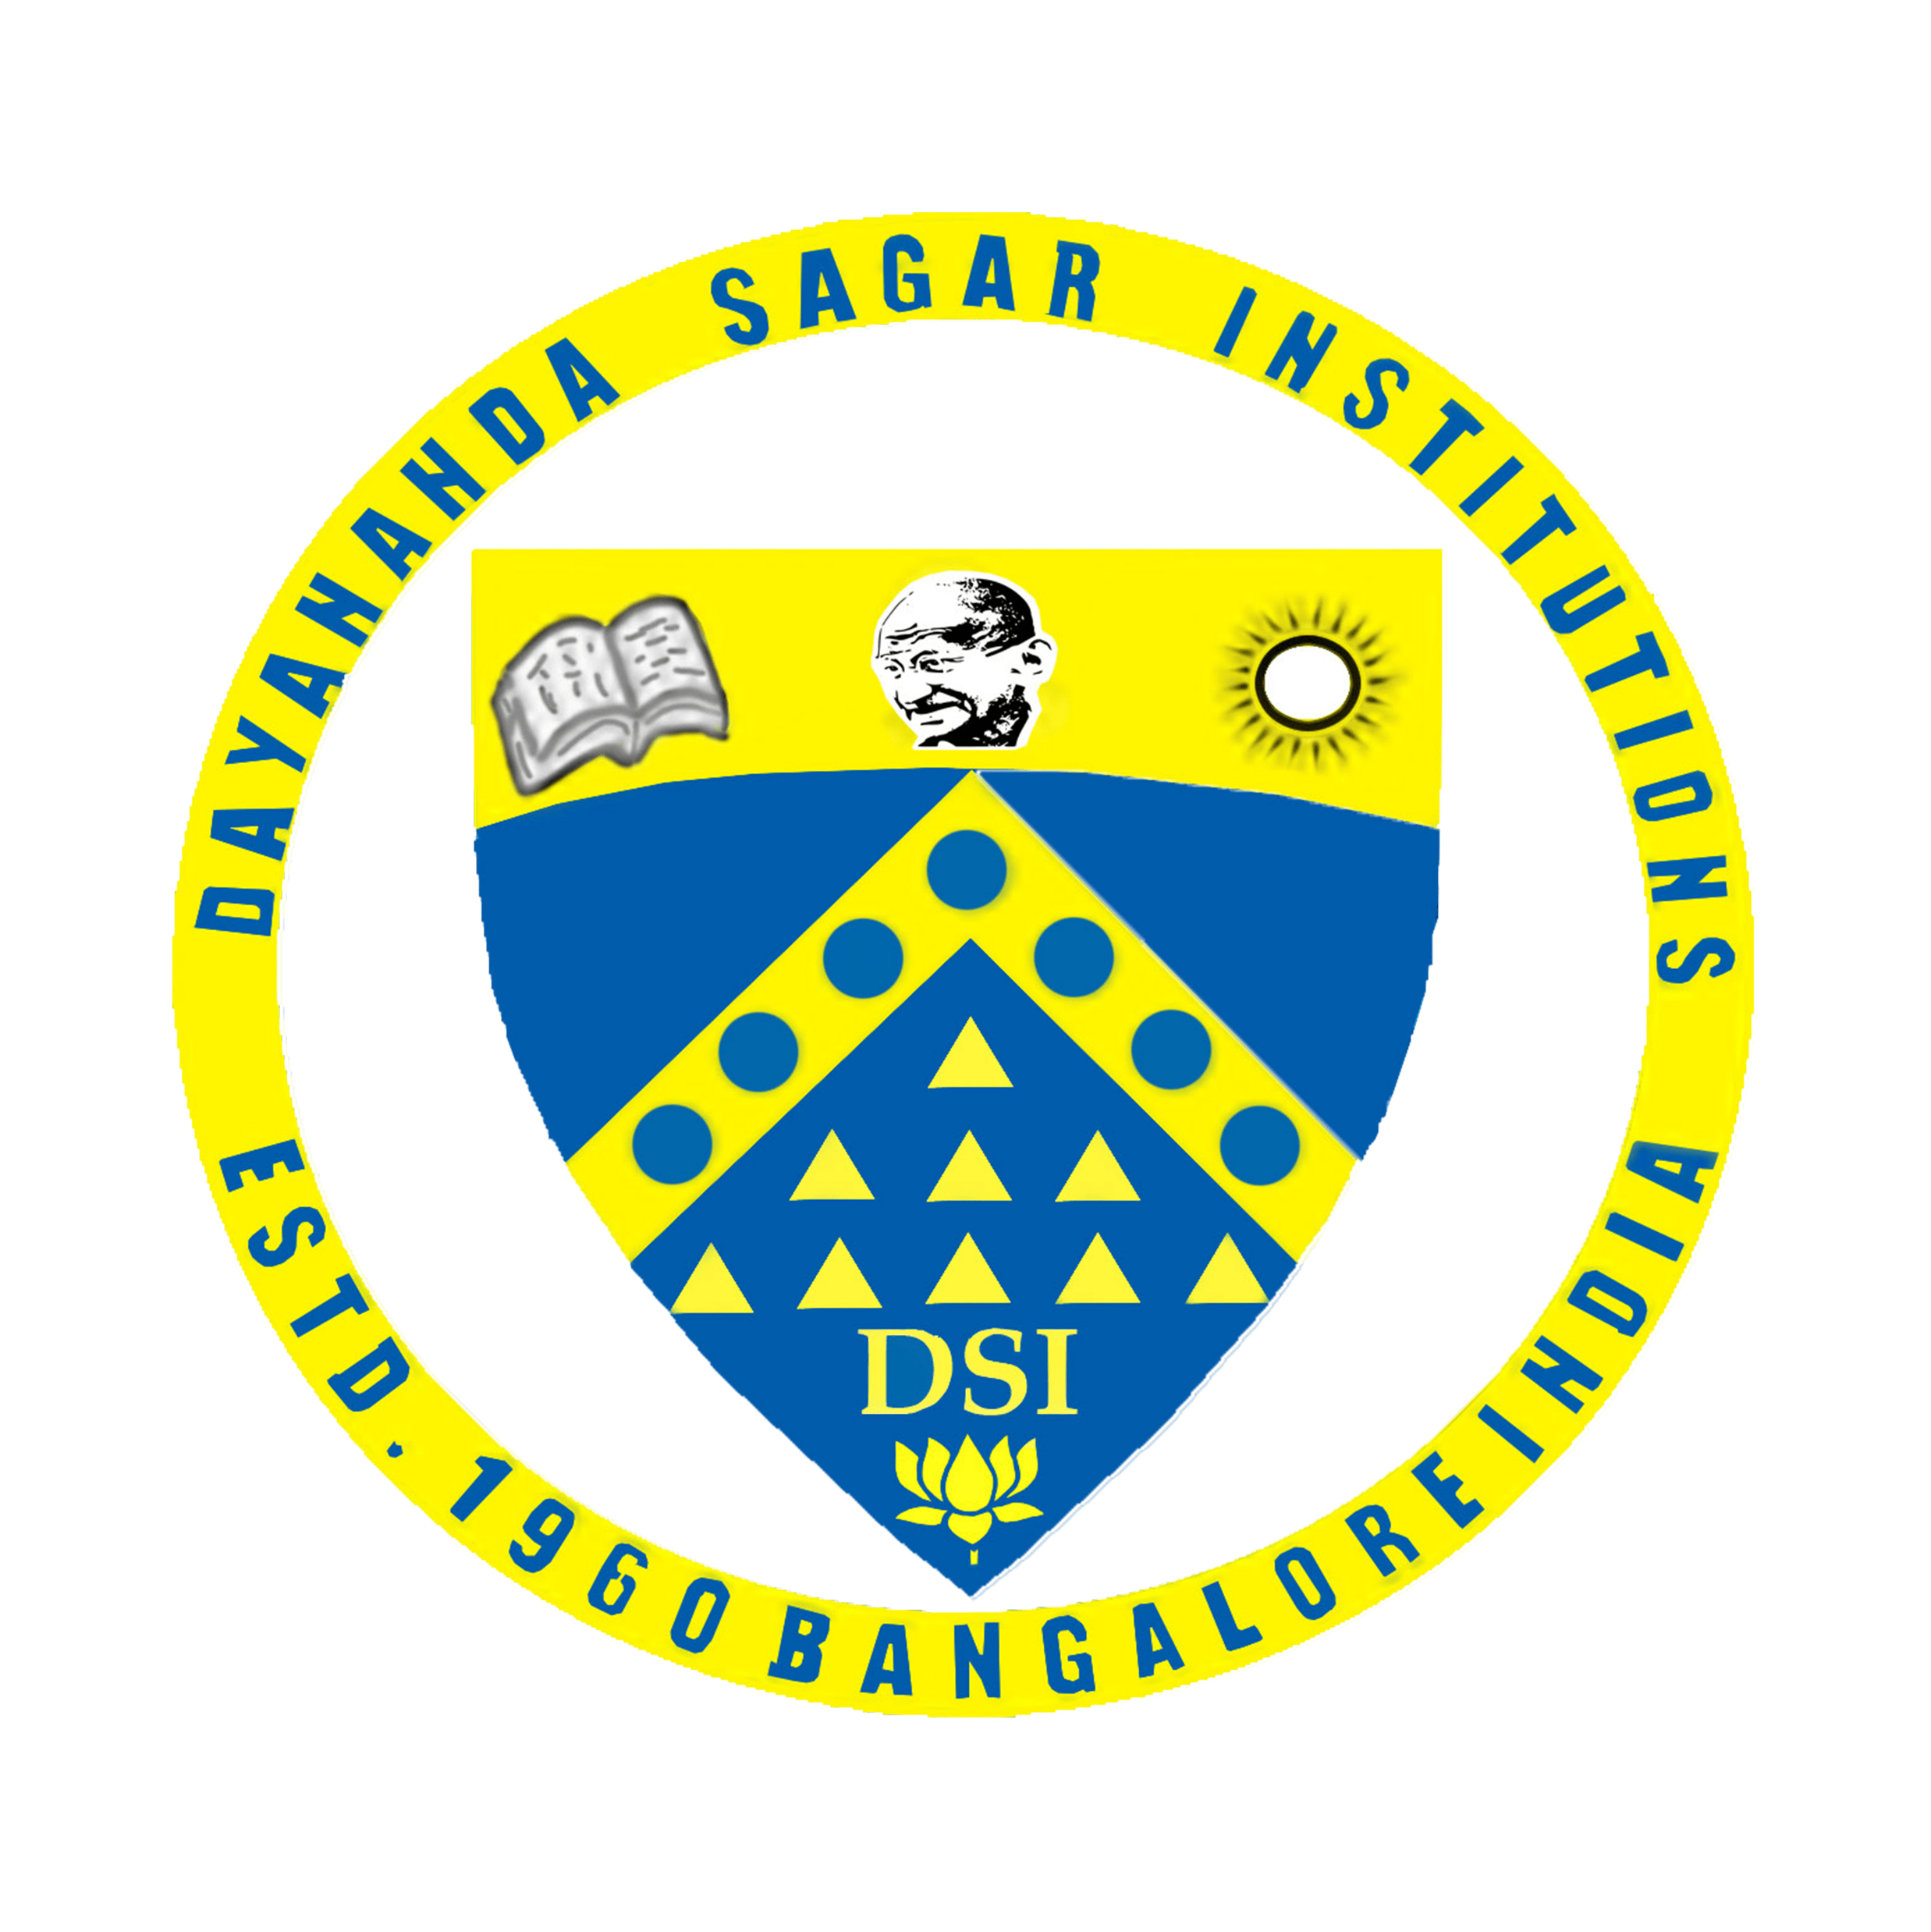 DAYANANDA SAGAR INSTITUTIONS
DSI
ESTD. 1960 BANGALORE INDIA